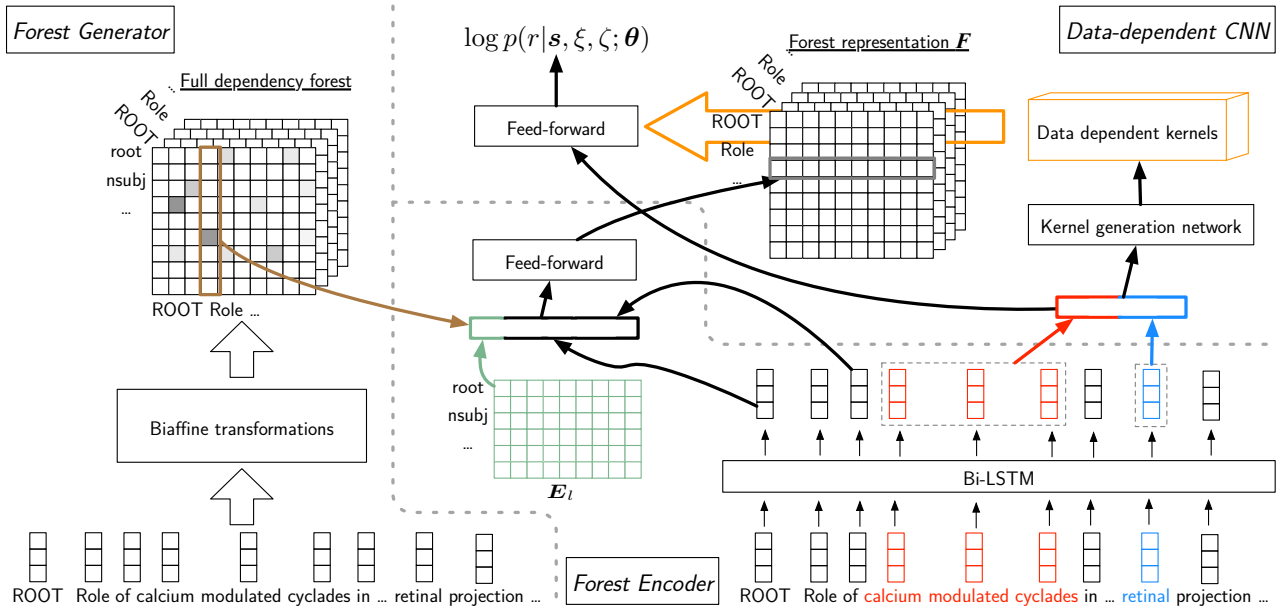 Forest Generator
Full dependency forest
...
Role
ROOT
root
nsubj
...
ROOT Role ...
Biaffine transformations
ROOT Role of calcium modulated cyclades in ... retinal projection ...
log p(r|s, ξ, ζ; θ)
Feed-forward
Forest representation F
...
Role
ROOT
ROOT
Role
...
Data-dependent CNN
Data dependent kernels
Kernel generation network
Feed-forward
root
nsubj
...
E_l
Bi-LSTM
Forest Encoder
ROOT Role of calcium modulated cyclades in ... retinal projection ...